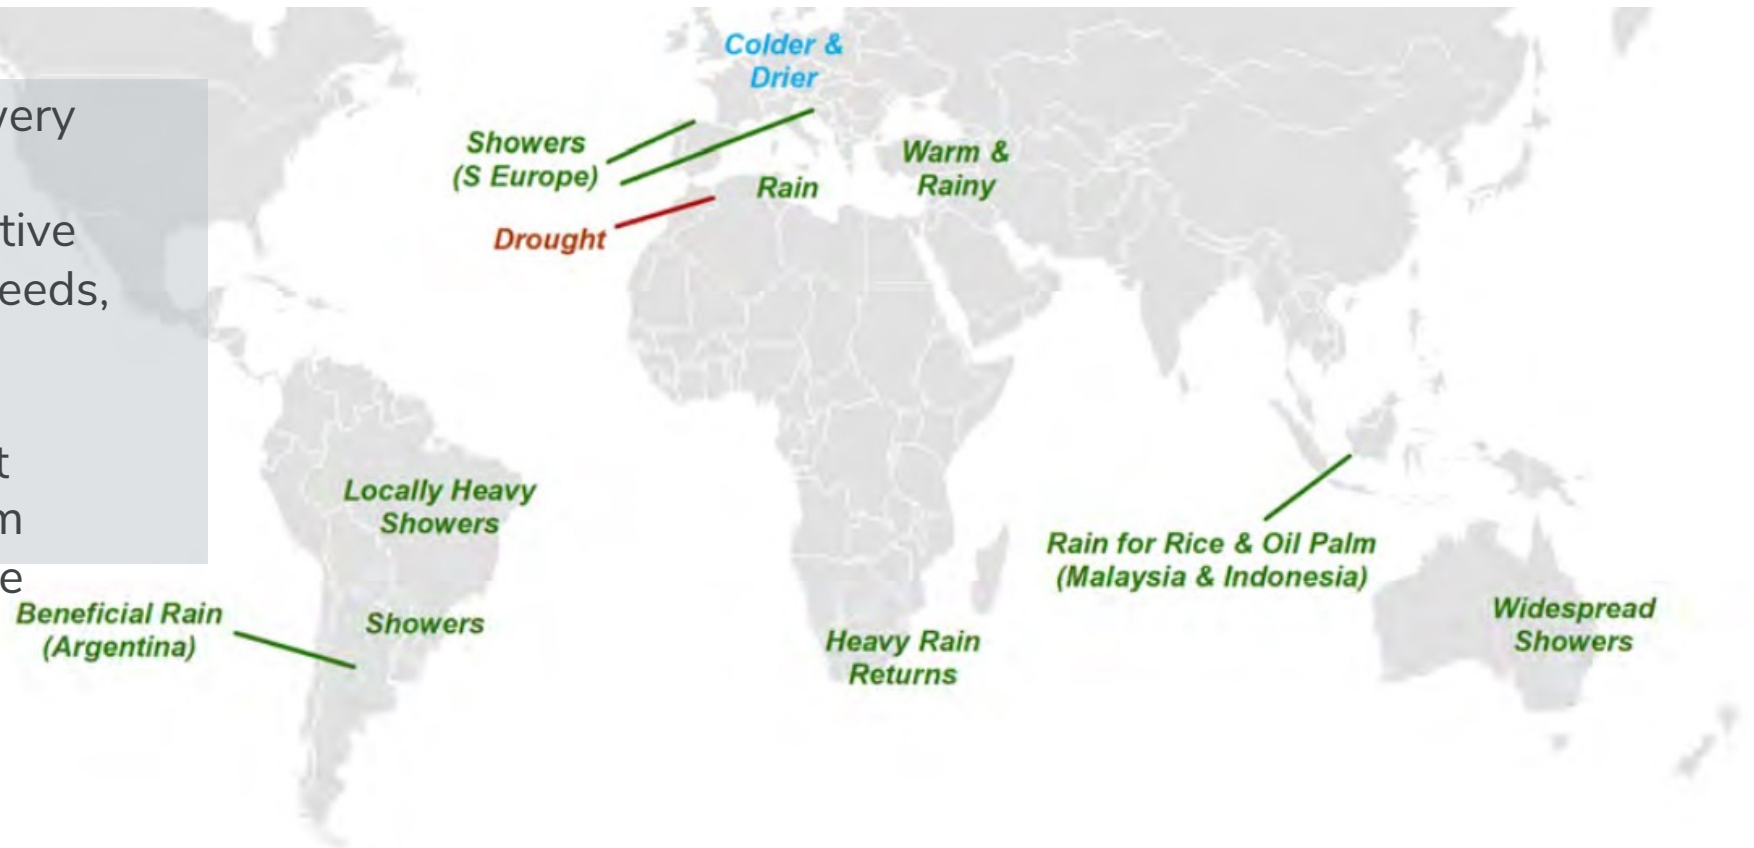 very
tive
eeds,
t
m
e
Colder &
Drier
Showers
(S Europe)
Warm &
Rainy
Rain
Drought
Locally Heavy
Showers
Rain for Rice & Oil Palm
(Malaysia & Indonesia)
Beneficial Rain
(Argentina)
Showers
Heavy Rain
Returns
Widespread
Showers